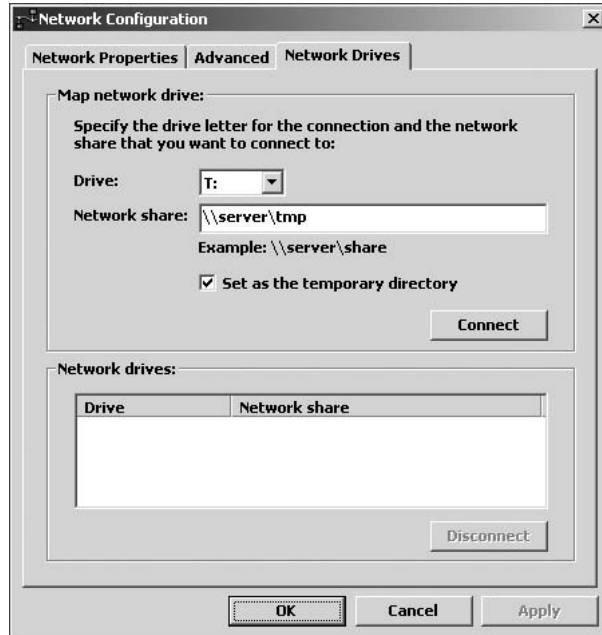 Network Configuration
Network Properties
Advanced
Network Drives
Map network drive:
Specify the drive letter for the connection and the network
share that you want to connect to:
Drive:
T:
Network share:
\\server\tmp
Example: \\server\share
Set as the temporary directory
Connect
Network drives:
Drive
Network share
Disconnect
OK
Cancel
Apply